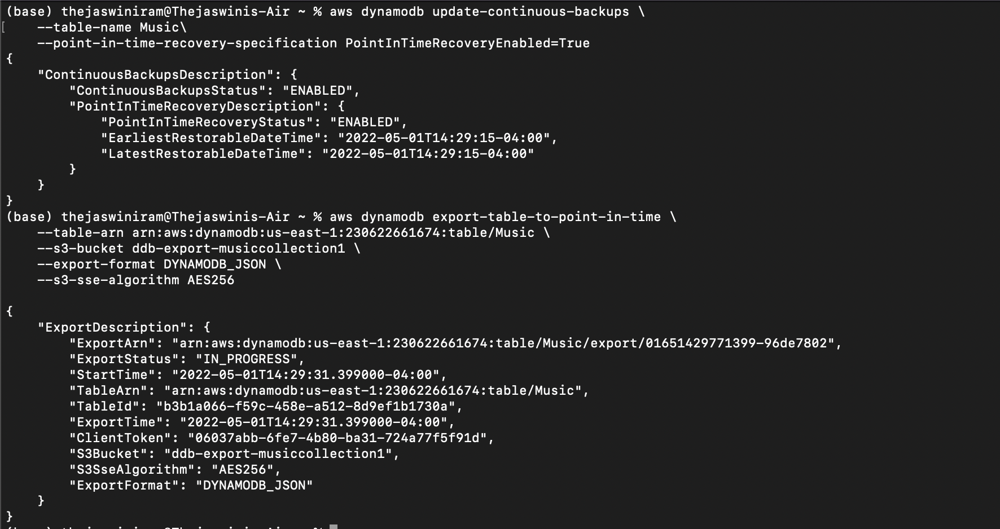 (base) thejaswiniram@Thejaswinis-Air ~ % aws dynamodb update-continuous-backups \
[    --table-name Music\
    --point-in-time-recovery-specification PointInTimeRecoveryEnabled=True
{
    "ContinuousBackupsDescription": {
        "ContinuousBackupsStatus": "ENABLED",
        "PointInTimeRecoveryDescription": {
            "PointInTimeRecoveryStatus": "ENABLED",
            "EarliestRestorableDateTime": "2022-05-01T14:29:15-04:00",
            "LatestRestorableDateTime": "2022-05-01T14:29:15-04:00"
        }
    }
}
(base) thejaswiniram@Thejaswinis-Air ~ % aws dynamodb export-table-to-point-in-time \
    --table-arn arn:aws:dynamodb:us-east-1:230622661674:table/Music \
    --s3-bucket ddb-export-musiccollection1 \
    --export-format DYNAMODB_JSON \
    --s3-sse-algorithm AES256

{
    "ExportDescription": {
        "ExportArn": "arn:aws:dynamodb:us-east-1:230622661674:table/Music/export/01651429771399-96de7802",
        "ExportStatus": "IN_PROGRESS",
        "StartTime": "2022-05-01T14:29:31.399000-04:00",
        "TableArn": "arn:aws:dynamodb:us-east-1:230622661674:table/Music",
        "TableId": "b3b1a066-f59c-458e-a512-8d9ef1b1730a",
        "ExportTime": "2022-05-01T14:29:31.399000-04:00",
        "ClientToken": "06037abb-6fe7-4b80-ba31-724a77f5f91d",
        "S3Bucket": "ddb-export-musiccollection1",
        "S3SseAlgorithm": "AES256",
        "ExportFormat": "DYNAMODB_JSON"
    }
}